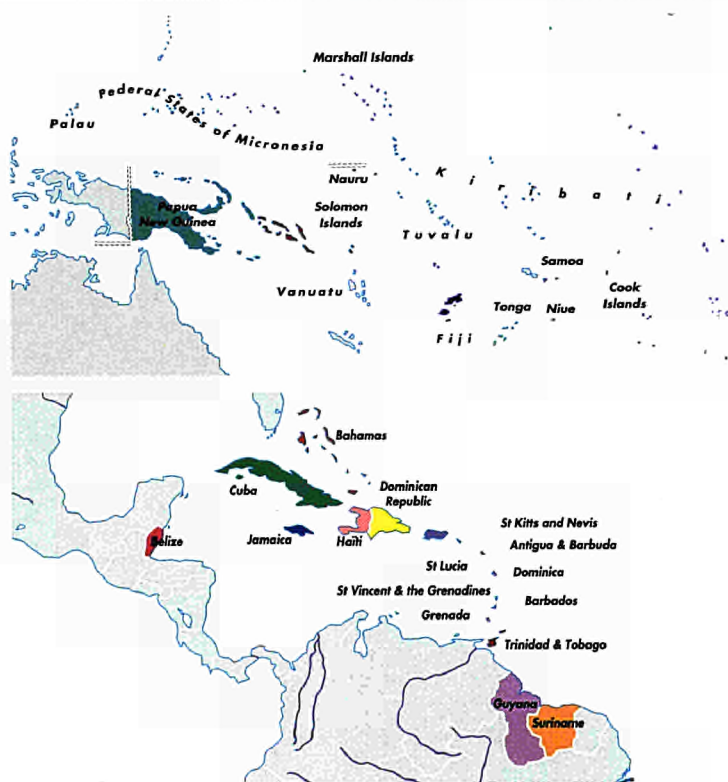 Marshall Islands
Federal States of Micronesia
Palau
Kiribati
Nauru
Papua
New Guinea
Solomon
Islands
Tuvalu
Samoa
Vanuatu
Cook
Islands
Tonga
Niue
Fiji
Bahamas
Cuba
Dominican
Republic
St Kitts and Nevis
Belize
Jamaica
Haïti
Antigua & Barbuda
St Lucia
Dominica
St Vincent & the Grenadines
Barbados
Grenada
Trinidad & Tobago
Guyana
Suriname